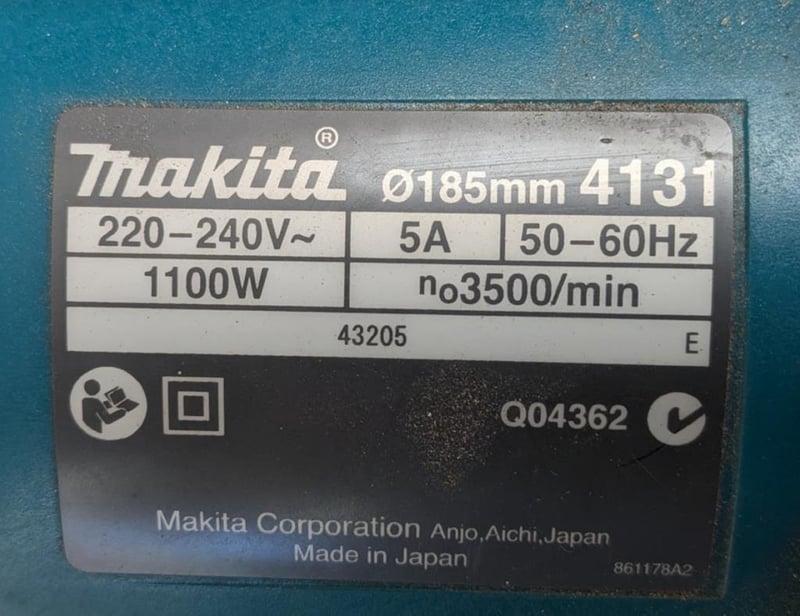 makita® Ø185mm 4131
220–240V~ 5A 50–60Hz
1100W no3500/min
43205 E
Q04362
Makita Corporation Anjo,Aichi,Japan
Made in Japan 861178A2